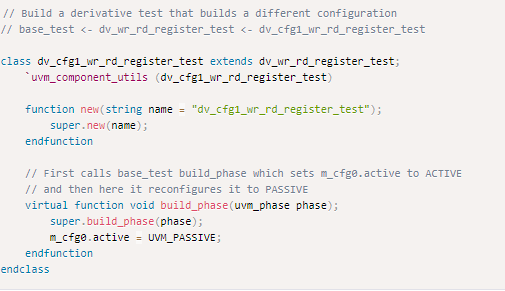 // Build a derivative test that builds a different configuration
// base_test <- dv_wr_rd_register_test <- dv_cfg1_wr_rd_register_test
class dv_cfg1_wr_rd_register_test extends dv_wr_rd_register_test;
`uvm_component_utils (dv_cfg1_wr_rd_register_test)
function new(string name = "dv_cfg1_wr_rd_register_test");
super.new(name);
endfunction
// First calls base_test build_phase which sets m_cfg0.active to ACTIVE
// and then here it reconfigures it to PASSIVE
virtual function void build_phase(uvm_phase phase);
super.build_phase(phase);
m_cfg0.active = UVM_PASSIVE;
endfunction
endclass